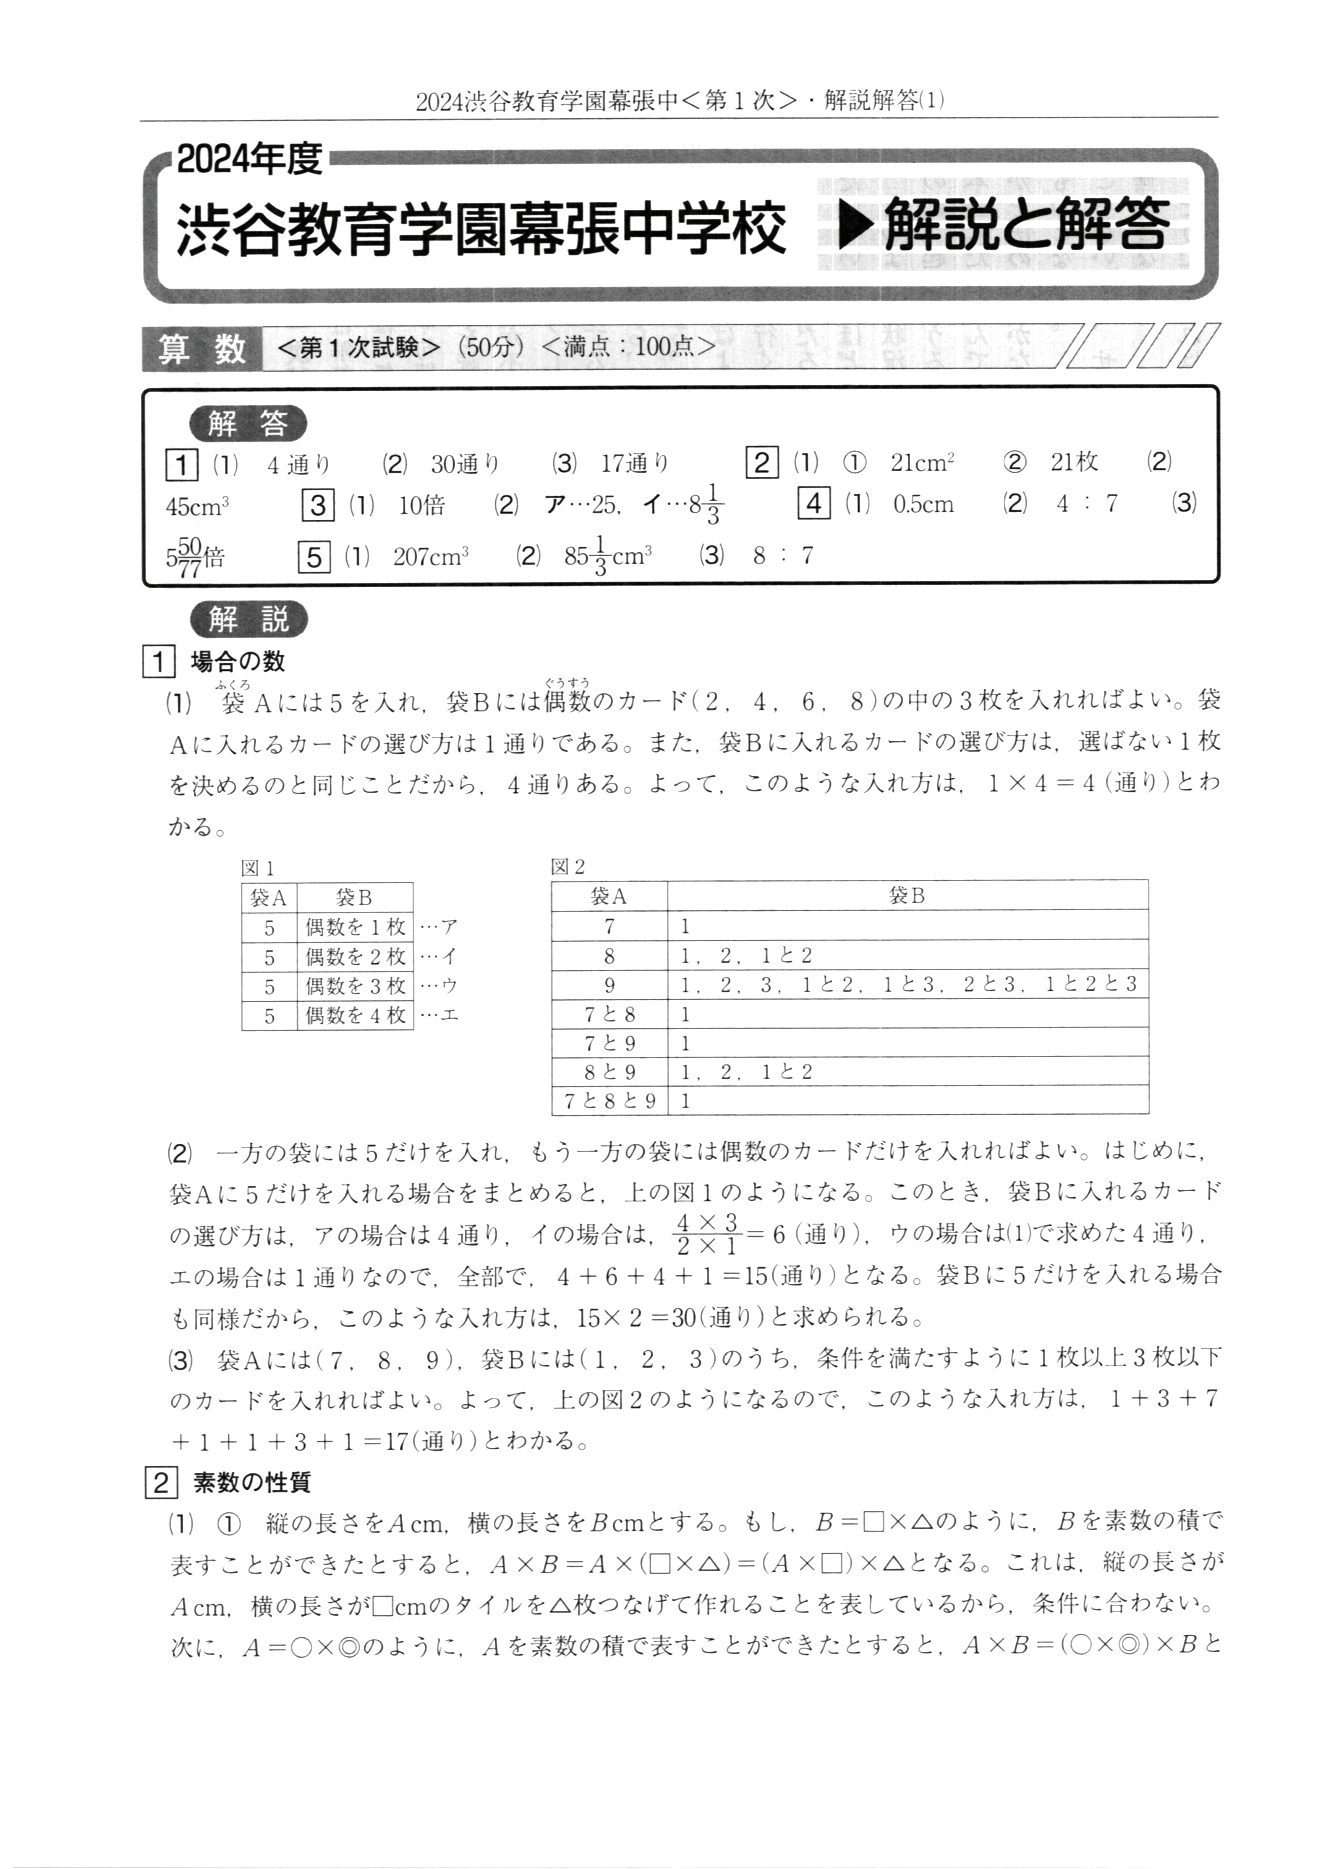 2024渋谷教育学園幕張中＜第１次＞・解説解答(1)
2024年度
渋谷教育学園幕張中学校 ▶解説と解答
算数 ＜第１次試験＞（50分）＜満点：100点＞
解答
1 (1) 4通り (2) 30通り (3) 17通り 2 (1) ① 21cm² ② 21枚 (2)
45cm³ 3 (1) 10倍 (2) ア…25，イ…8 1/3 4 (1) 0.5cm (2) 4：7 (3)
5 50/77倍 5 (1) 207cm³ (2) 85 1/3cm³ (3) 8：7
解説
1 場合の数
ふくろ ぐうすう
(1) 袋Aには5を入れ，袋Bには偶数のカード(2，4，6，8)の中の3枚を入れればよい。袋
Aに入れるカードの選び方は1通りである。また，袋Bに入れるカードの選び方は，選ばない1枚
を決めるのと同じことだから，4通りある。よって，このような入れ方は，1×4＝4(通り)とわ
かる。
図1
袋A 袋B
5 偶数を1枚 …ア
5 偶数を2枚 …イ
5 偶数を3枚 …ウ
5 偶数を4枚 …エ
図2
袋A 袋B
7 1
8 1，2，1と2
9 1，2，3，1と2，1と3，2と3，1と2と3
7と8 1
7と9 1
8と9 1，2，1と2
7と8と9 1
(2) 一方の袋には5だけを入れ，もう一方の袋には偶数のカードだけを入れればよい。はじめに，
袋Aに5だけを入れる場合をまとめると，上の図1のようになる。このとき，袋Bに入れるカード
の選び方は，アの場合は4通り，イの場合は，(4×3)/(2×1)＝6(通り)，ウの場合は(1)で求めた4通り，
エの場合は1通りなので，全部で，4＋6＋4＋1＝15(通り)となる。袋Bに5だけを入れる場合
も同様だから，このような入れ方は，15×2＝30(通り)と求められる。
(3) 袋Aには(7，8，9)，袋Bには(1，2，3)のうち，条件を満たすように1枚以上3枚以下
のカードを入れればよい。よって，上の図2のようになるので，このような入れ方は，1＋3＋7
＋1＋1＋3＋1＝17(通り)とわかる。
2 素数の性質
(1) ① 縦の長さをAcm，横の長さをBcmとする。もし，B＝□×△のように，Bを素数の積で
表すことができたとすると，A×B＝A×(□×△)＝(A×□)×△となる。これは，縦の長さが
Acm，横の長さが□cmのタイルを△枚つなげて作れることを表しているから，条件に合わない。
次に，A＝○×◎のように，Aを素数の積で表すことができたとすると，A×B＝(○×◎)×Bと